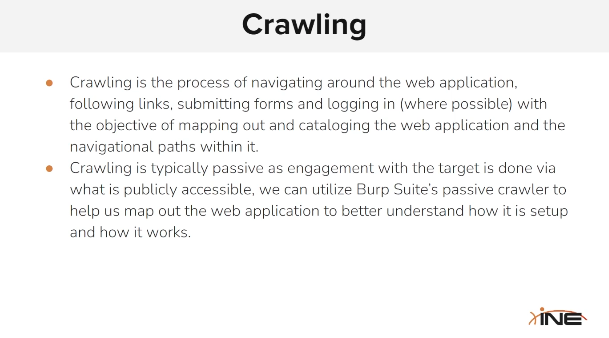 Crawling
Crawling is the process of navigating around the web application,
following links, submitting forms and logging in (where possible) with
the objective of mapping out and cataloging the web application and the
navigational paths within it.
Crawling is typically passive as engagement with the target is done via
what is publicly accessible, we can utilize Burp Suite's passive crawler to
help us map out the web application to better understand how it is setup
and how it works.
INE